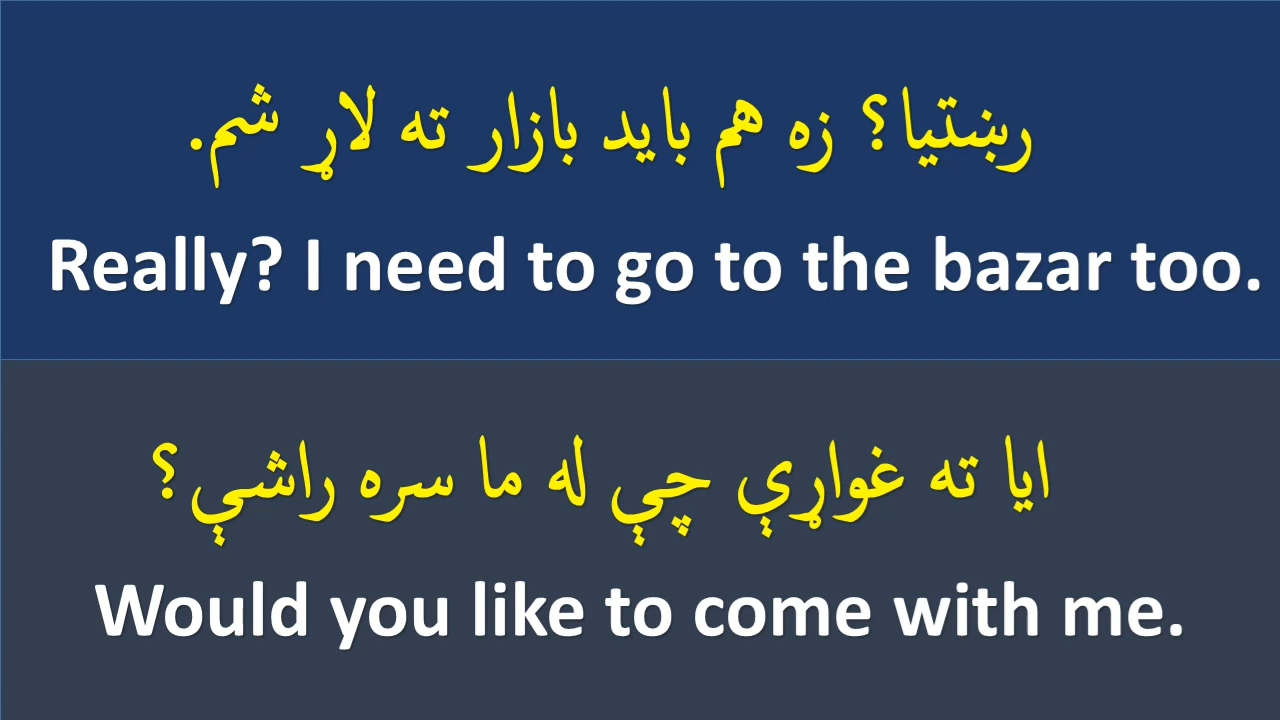 رښتیا؟ زه هم باید بازار ته لاړ شم.
Really? I need to go to the bazar too.
ایا ته غواړې چې له ما سره راشې؟
Would you like to come with me.